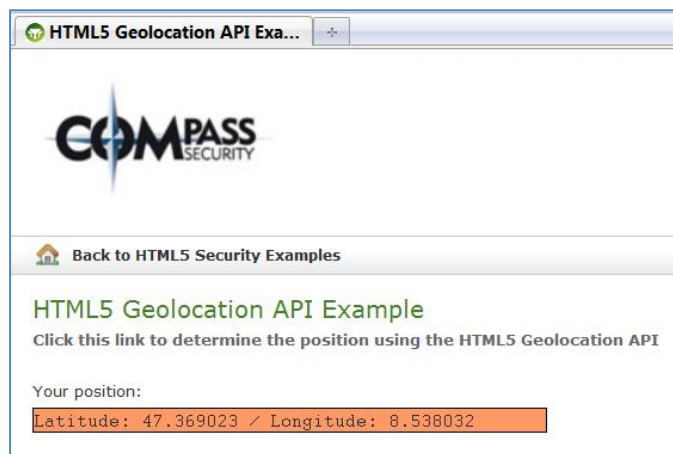 HTML5 Geolocation API Exa...
COMPASS
SECURITY
Back to HTML5 Security Examples
HTML5 Geolocation API Example
Click this link to determine the position using the HTML5 Geolocation API
Your position:
Latitude: 47.369023 / Longitude: 8.538032